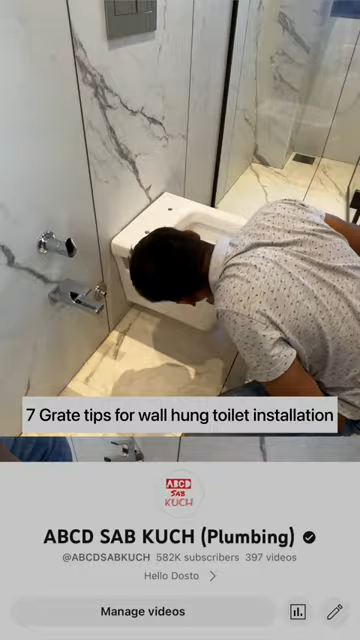 7 Grate tips for wall hung toilet installation
ABCD
SAB
KUCH
ABCD SAB KUCH (Plumbing)
@ABCDSABKUCH 582K subscribers 397 videos
Hello Dosto
Manage videos